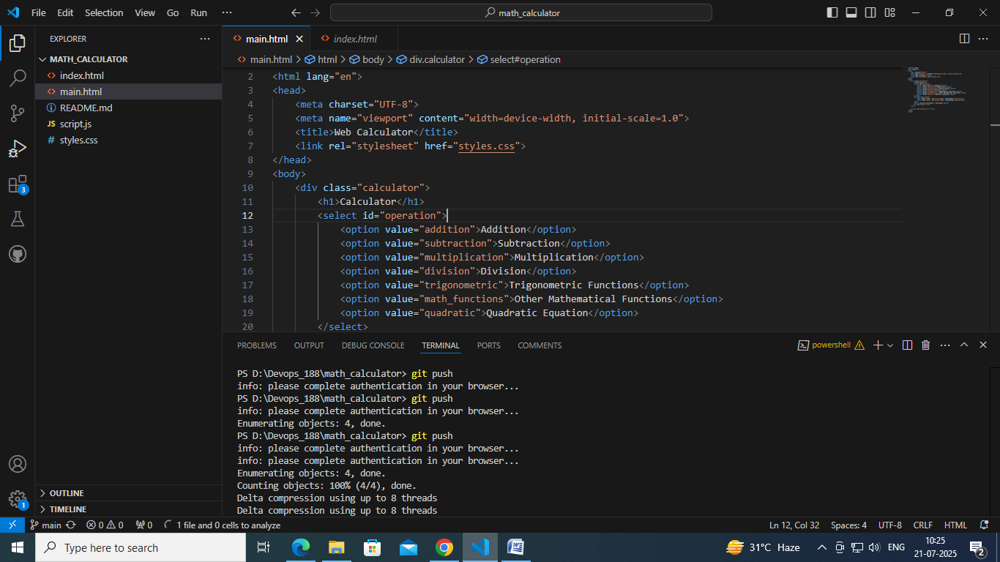 File Edit Selection View Go Run ··· math_calculator
EXPLORER ···
MATH_CALCULATOR
index.html
main.html
README.md
JS script.js
# styles.css
OUTLINE
TIMELINE
3
1
main.html index.html ···
main.html > html > body > div.calculator > select#operation
2 <html lang="en">
3 <head>
4 <meta charset="UTF-8">
5 <meta name="viewport" content="width=device-width, initial-scale=1.0">
6 <title>Web Calculator</title>
7 <link rel="stylesheet" href="styles.css">
8 </head>
9 <body>
10 <div class="calculator">
11 <h1>Calculator</h1>
12 <select id="operation">
13 <option value="addition">Addition</option>
14 <option value="subtraction">Subtraction</option>
15 <option value="multiplication">Multiplication</option>
16 <option value="division">Division</option>
17 <option value="trigonometric">Trigonometric Functions</option>
18 <option value="math_functions">Other Mathematical Functions</option>
19 <option value="quadratic">Quadratic Equation</option>
20 </select>
PROBLEMS OUTPUT DEBUG CONSOLE TERMINAL PORTS COMMENTS powershell ···
PS D:\Devops_188\math_calculator> git push
info: please complete authentication in your browser...
PS D:\Devops_188\math_calculator> git push
info: please complete authentication in your browser...
Enumerating objects: 4, done.
PS D:\Devops_188\math_calculator> git push
info: please complete authentication in your browser...
info: please complete authentication in your browser...
Enumerating objects: 4, done.
Counting objects: 100% (4/4), done.
Delta compression using up to 8 threads
Delta compression using up to 8 threads
main 0 0 0 1 file and 0 cells to analyze Ln 12, Col 32 Spaces: 4 UTF-8 CRLF HTML
Type here to search 31°C Haze ENG 10:25
21-07-2025
2